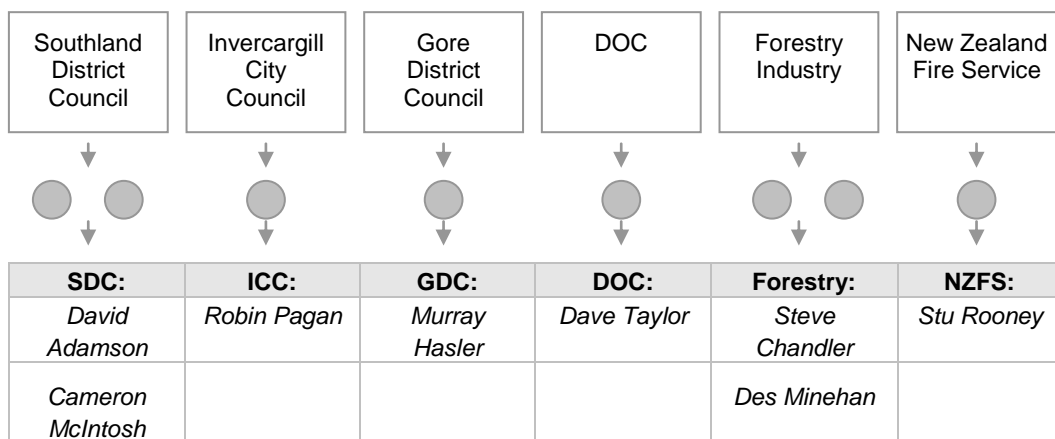 Southland
District
Council
Invercargill
City
Council
Gore
District
Council
DOC
Forestry
Industry
New Zealand
Fire Service
SDC: ICC: GDC: DOC: Forestry: NZFS:
David
Adamson
Robin Pagan
Murray
Hasler
Dave Taylor
Steve
Chandler
Stu Rooney
Cameron
McIntosh
Des Minehan